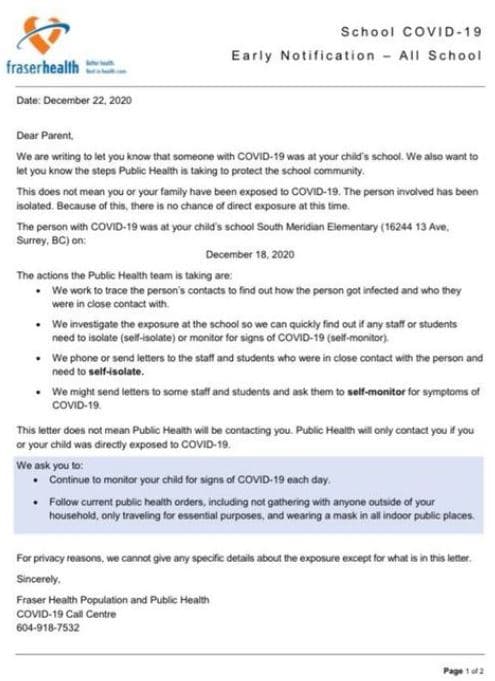 School COVID-19
Early Notification – All School
fraserhealth
Better health.
Best in health care.
Date: December 22, 2020
Dear Parent,
We are writing to let you know that someone with COVID-19 was at your child's school. We also want to
let you know the steps Public Health is taking to protect the school community.
This does not mean you or your family have been exposed to COVID-19. The person involved has been
isolated. Because of this, there is no chance of direct exposure at this time.
The person with COVID-19 was at your child's school South Meridian Elementary (16244 13 Ave,
Surrey, BC) on:
December 18, 2020
The actions the Public Health team is taking are:
• We work to trace the person's contacts to find out how the person got infected and who they
were in close contact with.
• We investigate the exposure at the school so we can quickly find out if any staff or students
need to isolate (self-isolate) or monitor for signs of COVID-19 (self-monitor).
• We phone or send letters to the staff and students who were in close contact with the person and
need to self-isolate.
• We might send letters to some staff and students and ask them to self-monitor for symptoms of
COVID-19.
This letter does not mean Public Health will be contacting you. Public Health will only contact you if you
or your child was directly exposed to COVID-19.
We ask you to:
• Continue to monitor your child for signs of COVID-19 each day.
• Follow current public health orders, including not gathering with anyone outside of your
household, only traveling for essential purposes, and wearing a mask in all indoor public places.
For privacy reasons, we cannot give any specific details about the exposure except for what is in this letter.
Sincerely,
Fraser Health Population and Public Health
COVID-19 Call Centre
604-918-7532
Page 1 of 2